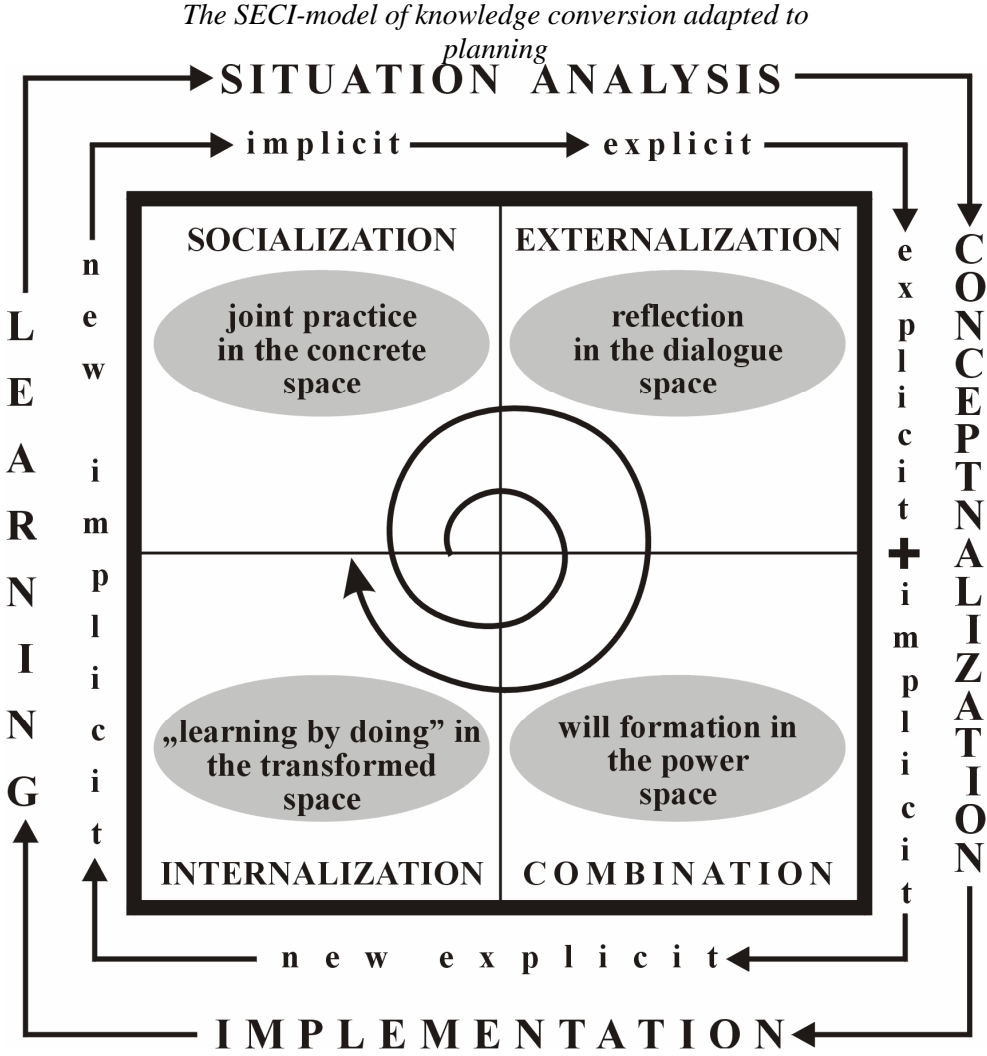 The SECI-model of knowledge conversion adapted to
planning
SITUATION ANALYSIS
implicit
explicit
SOCIALIZATION
EXTERNALIZATION
joint practice
in the concrete
space
reflection
in the dialogue
space
explicit + implicit
CONCEPTNALIZATION
LEARNING
new implicit
„learning by doing” in
the transformed
space
will formation in
the power
space
INTERNALIZATION
COMBINATION
new explicit
IMPLEMENTATION